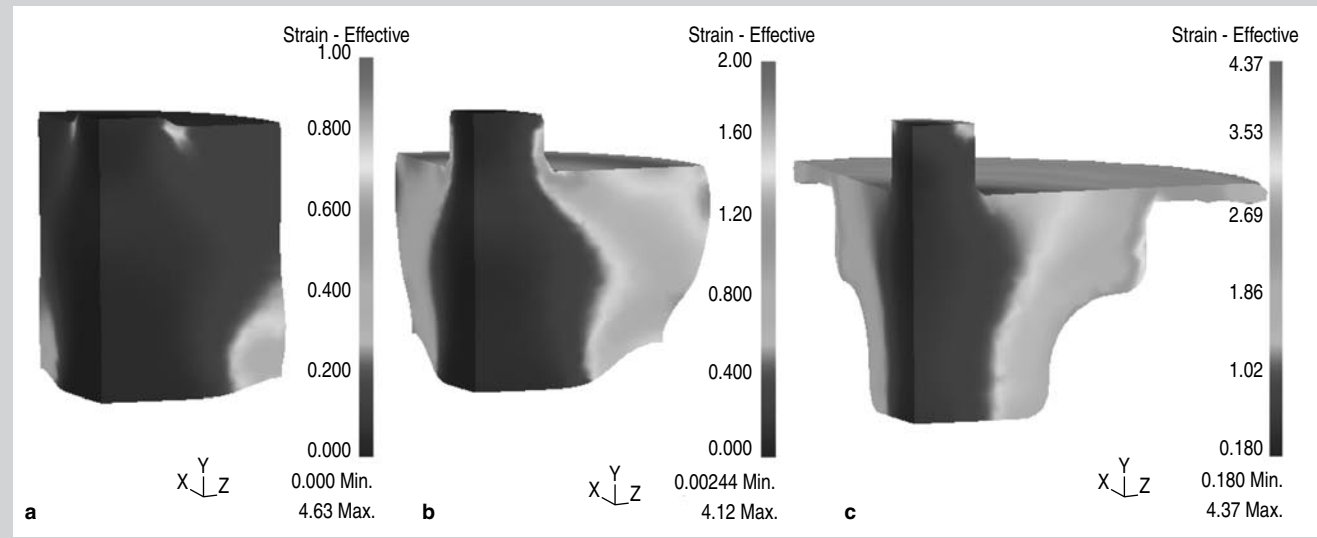 Strain - Effective
1.00
0.800
0.600
0.400
0.200
0.000
0.000 Min.
4.63 Max.
X Y Z
a
Strain - Effective
2.00
1.60
1.20
0.800
0.400
0.000
0.00244 Min.
4.12 Max.
X Y Z
b
Strain - Effective
4.37
3.53
2.69
1.86
1.02
0.180
0.180 Min.
4.37 Max.
X Y Z
c